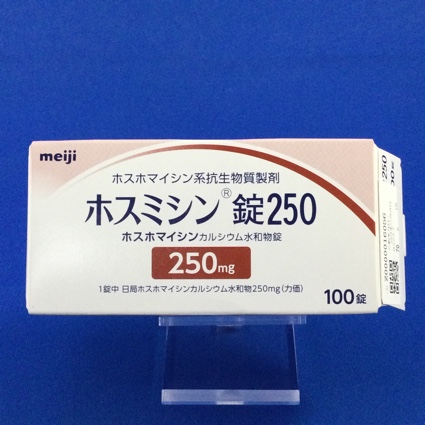 meiji
ホスホマイシン系抗生物質製剤
ホスミシン®錠250
ホスホマイシンカルシウム水和物錠
250mg
1錠中 日局ホスホマイシンカルシウム水和物250mg(力価)
100錠
250